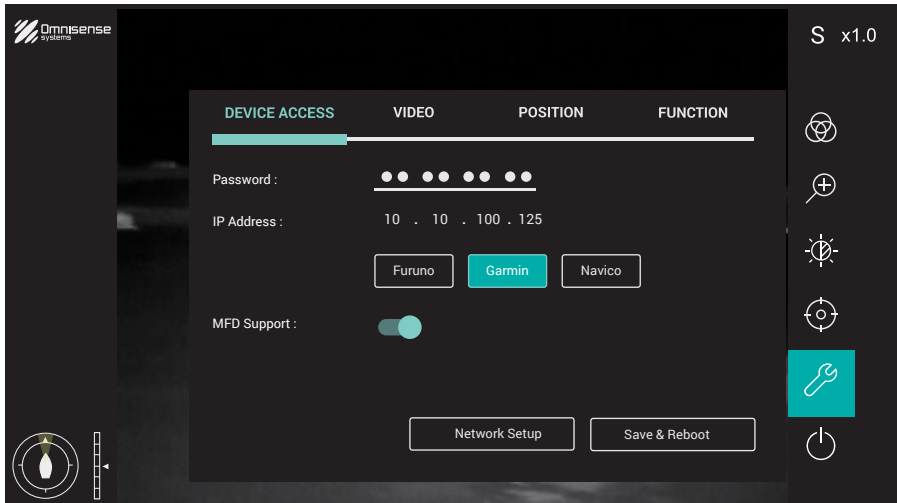 Omnisense
systems
S x1.0
DEVICE ACCESS VIDEO POSITION FUNCTION
Password :
IP Address : 10 . 10 . 100 . 125
Furuno Garmin Navico
MFD Support :
Network Setup Save & Reboot